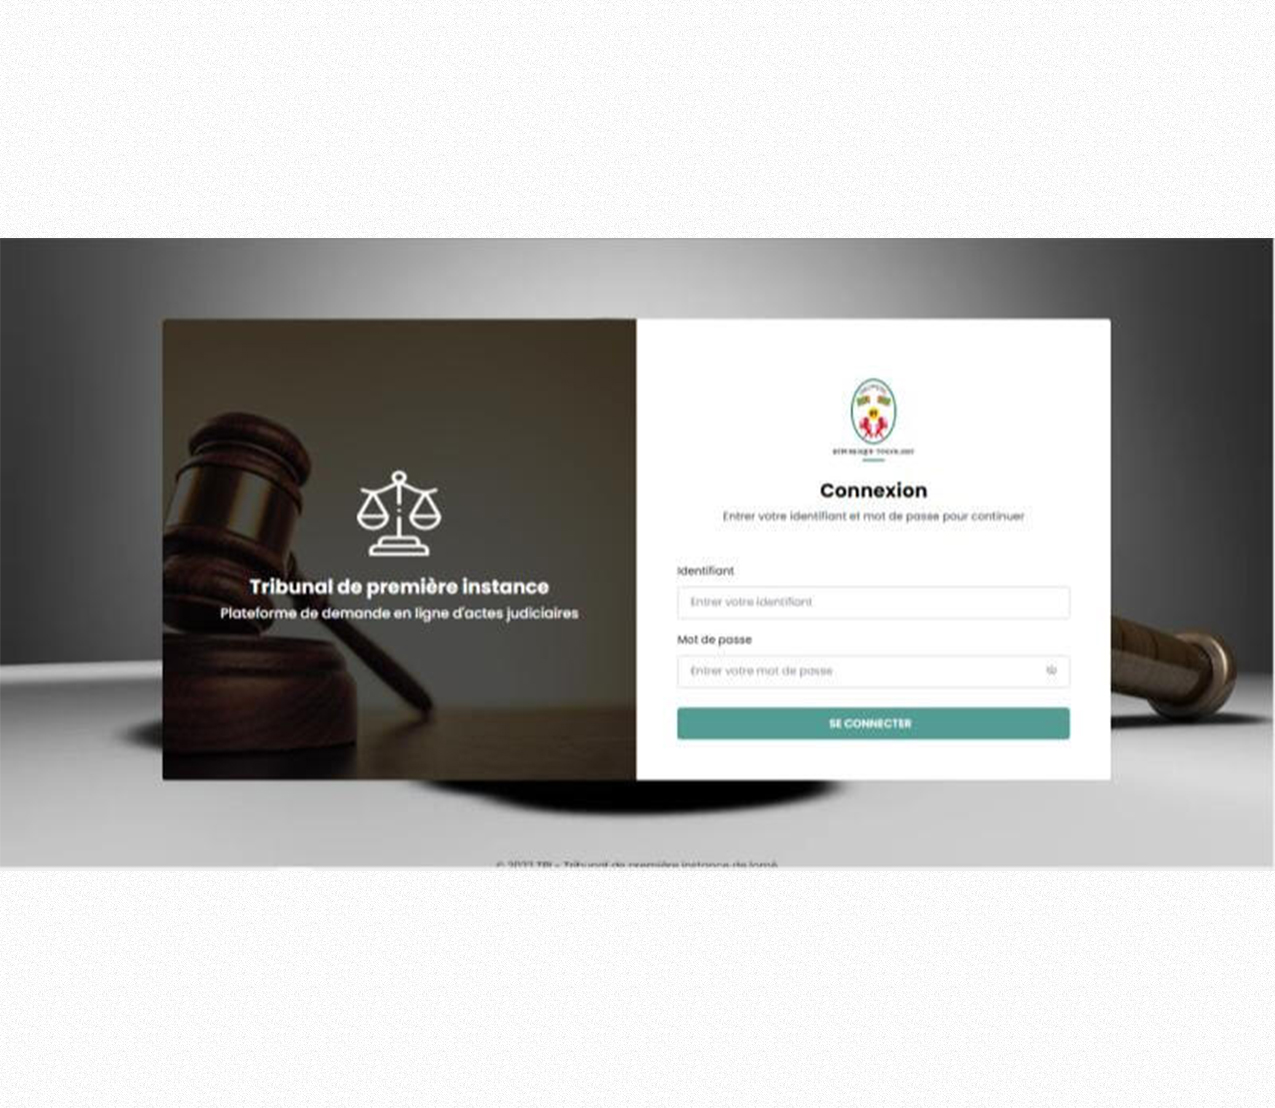 Tribunal de première instance
Plateforme de demande en ligne d'actes judiciaires
RÉPUBLIQUE TOGOLAISE
Connexion
Entrer votre identifiant et mot de passe pour continuer
Identifiant
Entrer votre identifiant
Mot de passe
Entrer votre mot de passe
SE CONNECTER
© 2022 TPI - Tribunal de première instance de lomé